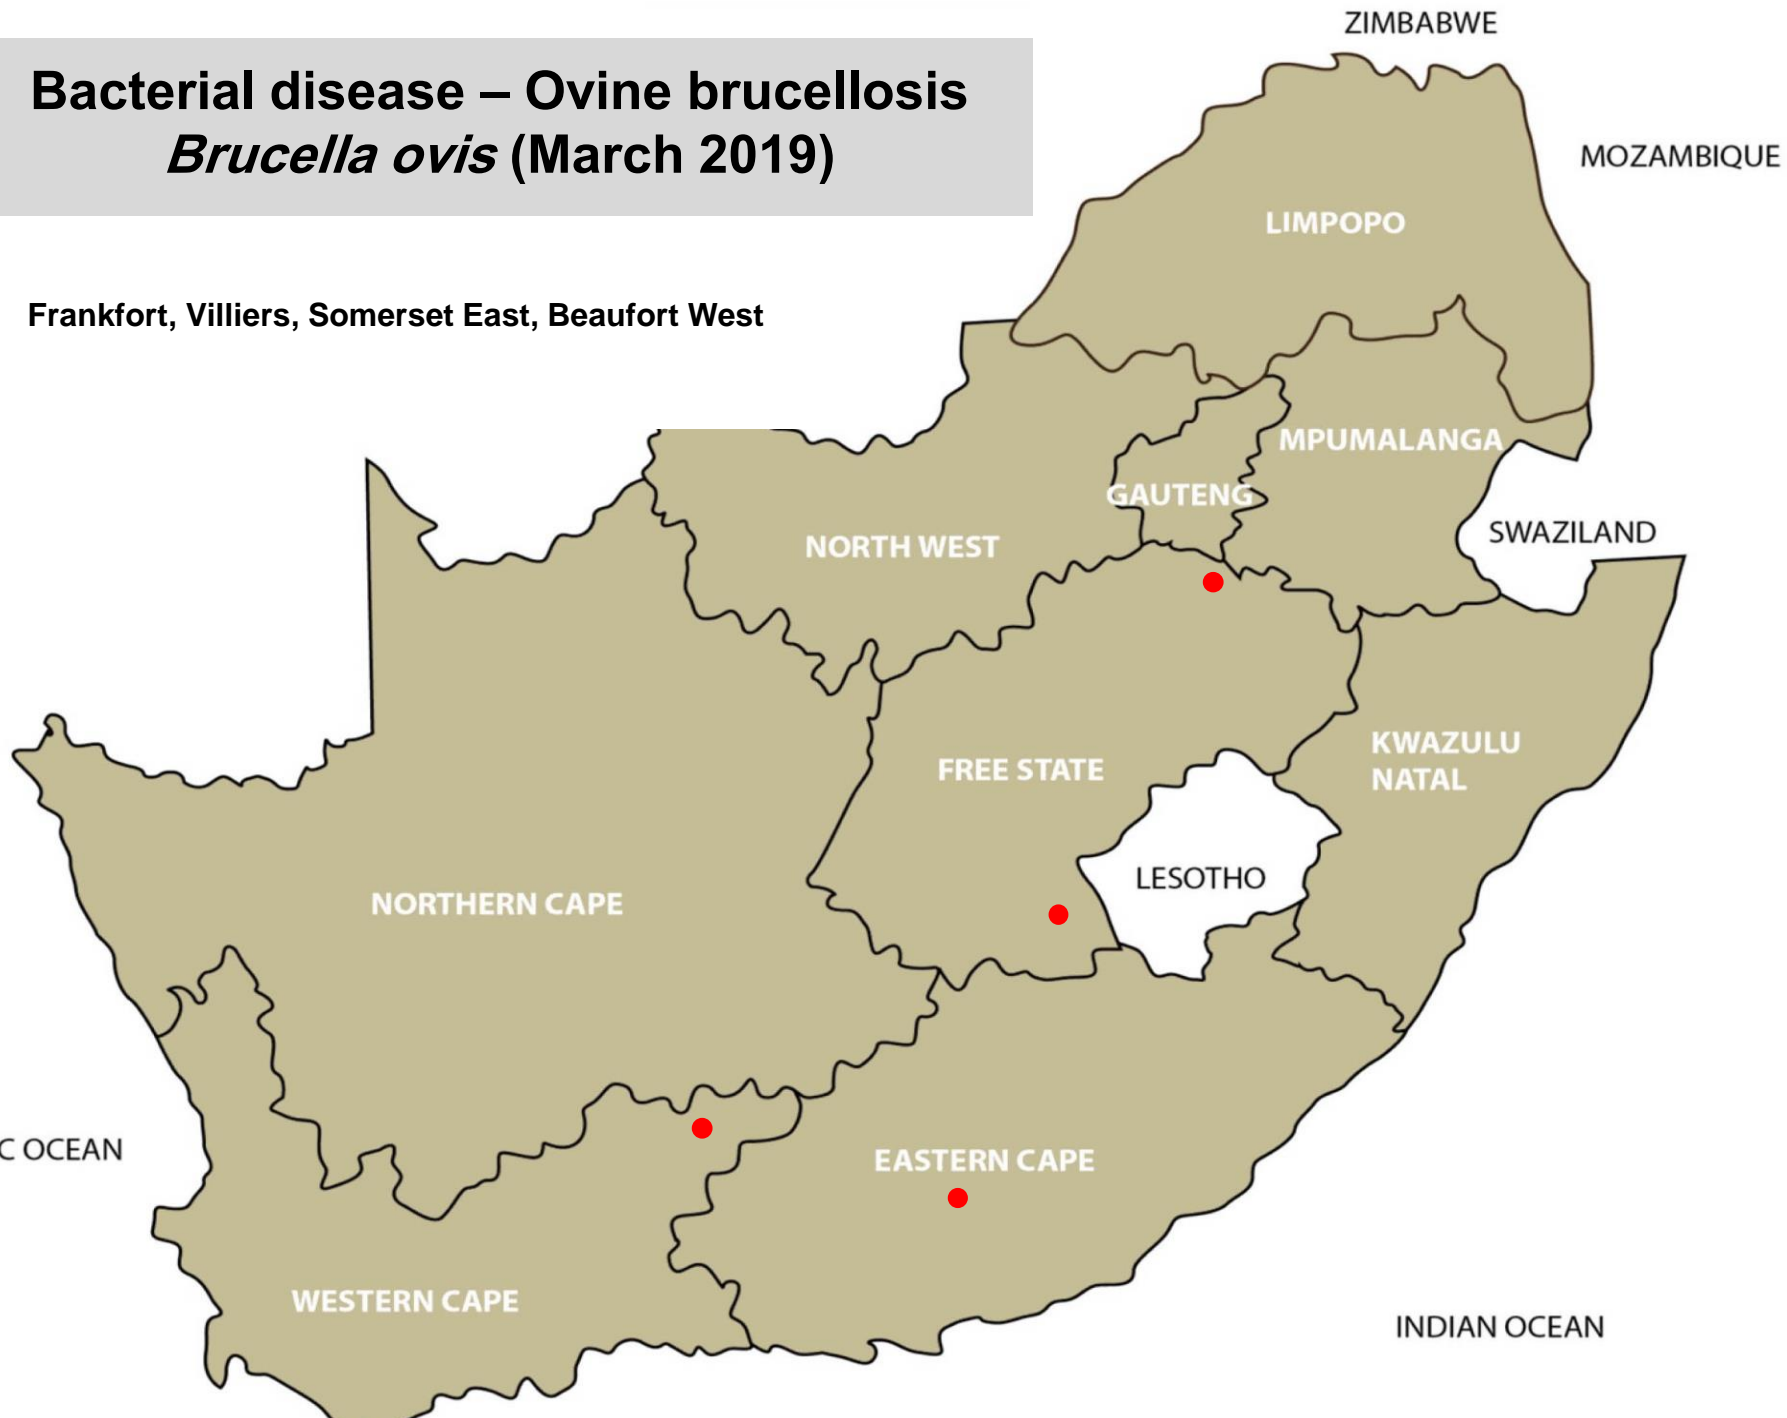 ZIMBABWE
Bacterial disease – Ovine brucellosis
Brucella ovis (March 2019)
MOZAMBIQUE
LIMPOPO
Frankfort, Villiers, Somerset East, Beaufort West
MPUMALANGA
GAUTENG
SWAZILAND
NORTH WEST
KWAZULU
NATAL
FREE STATE
LESOTHO
NORTHERN CAPE
C OCEAN
EASTERN CAPE
WESTERN CAPE
INDIAN OCEAN